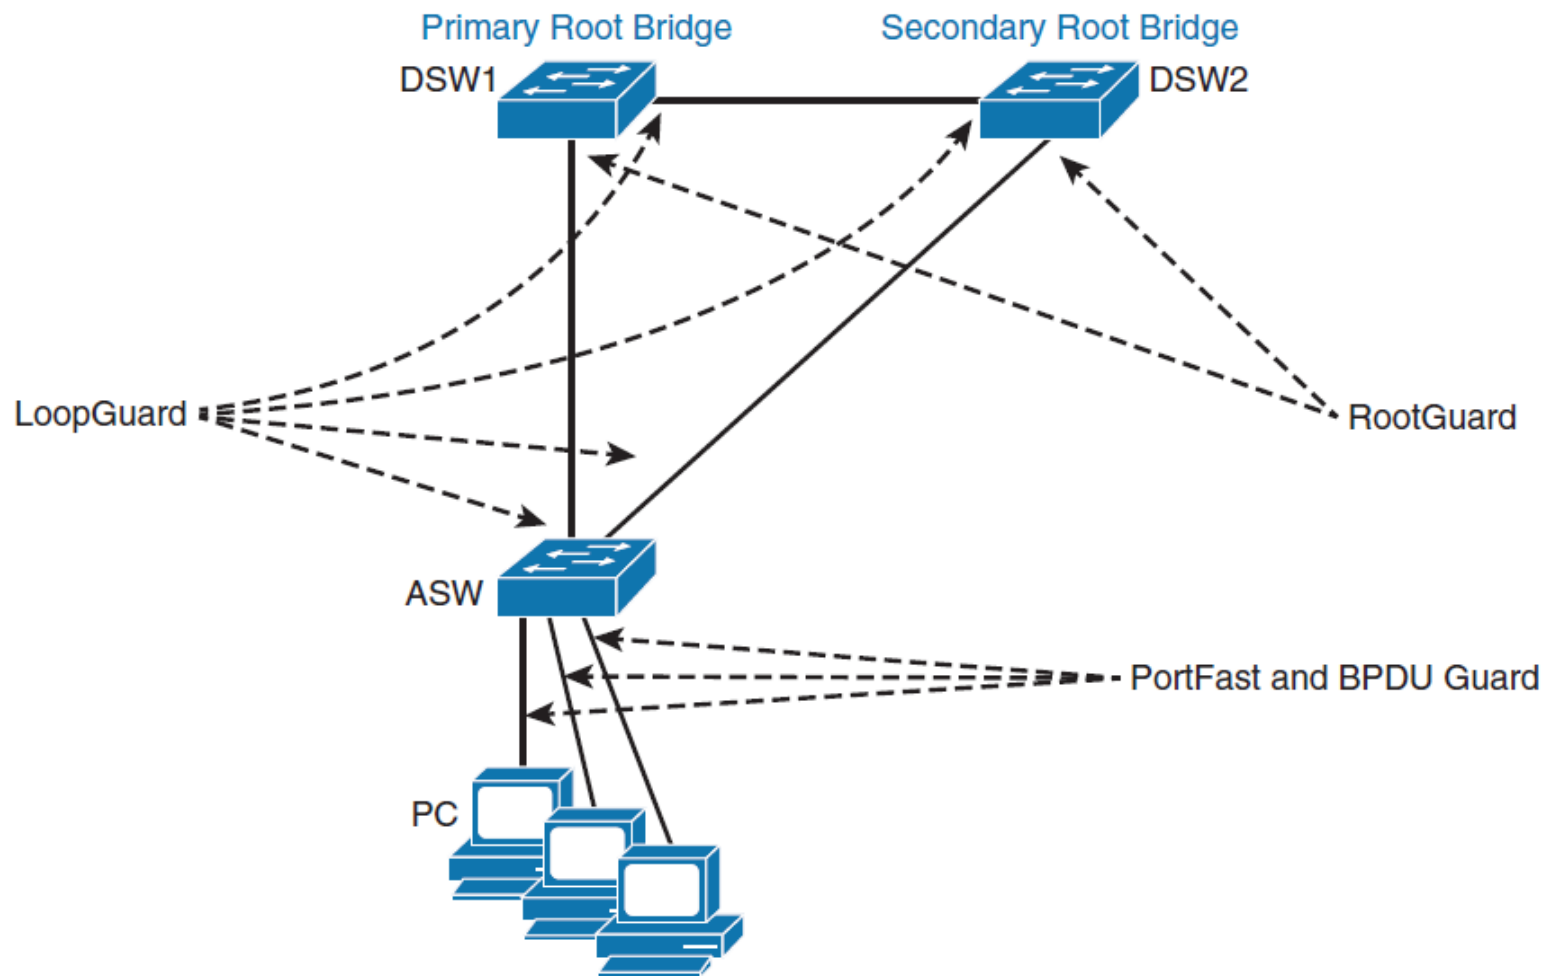 Primary Root Bridge
Secondary Root Bridge
DSW1
DSW2
LoopGuard
RootGuard
ASW
PortFast and BPDU Guard
PC